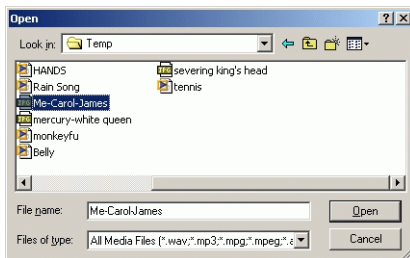 Open
Look in: Temp
HANDS severing king's head
Rain Song tennis
Me-Carol-James
mercury-white queen
monkeyfu
Belly
File name: Me-Carol-James Open
Files of type: All Media Files (*.wav;*.mp3;*.mpg;*.mpeg;*.a Cancel